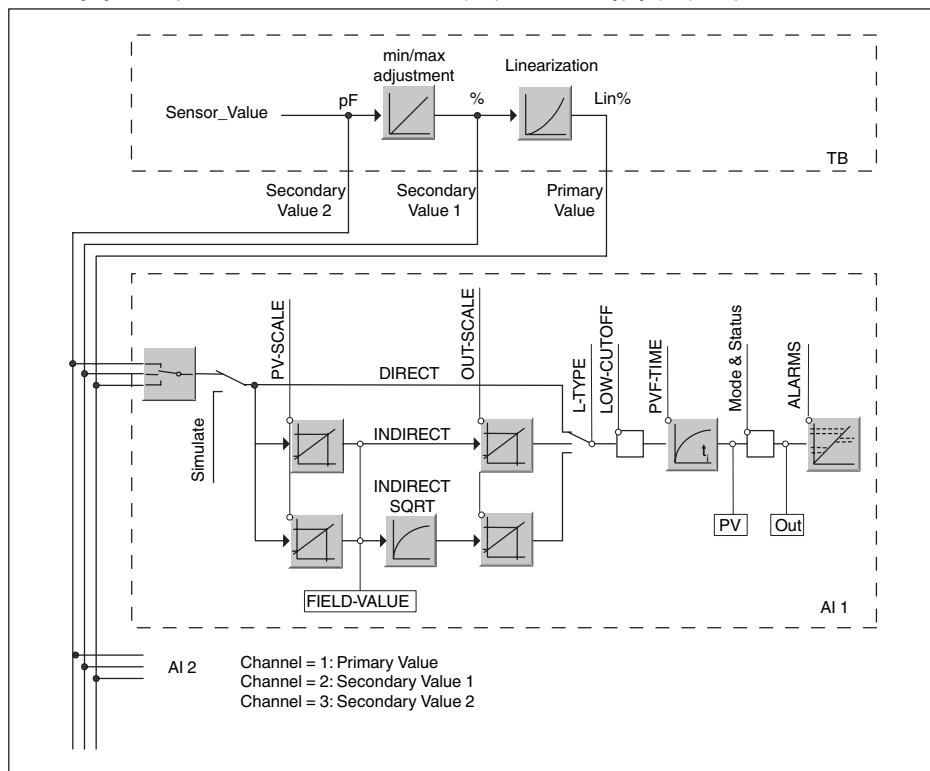 min/max
adjustment
Linearization
Sensor_Value
pF
%
Lin%
TB
Secondary
Value 2
Secondary
Value 1
Primary
Value
PV-SCALE
OUT-SCALE
L-TYPE
LOW-CUTOFF
PVF-TIME
Mode & Status
ALARMS
DIRECT
Simulate
INDIRECT
INDIRECT
SQRT
ti
PV
Out
FIELD-VALUE
AI 1
AI 2
Channel = 1: Primary Value
Channel = 2: Secondary Value 1
Channel = 3: Secondary Value 2